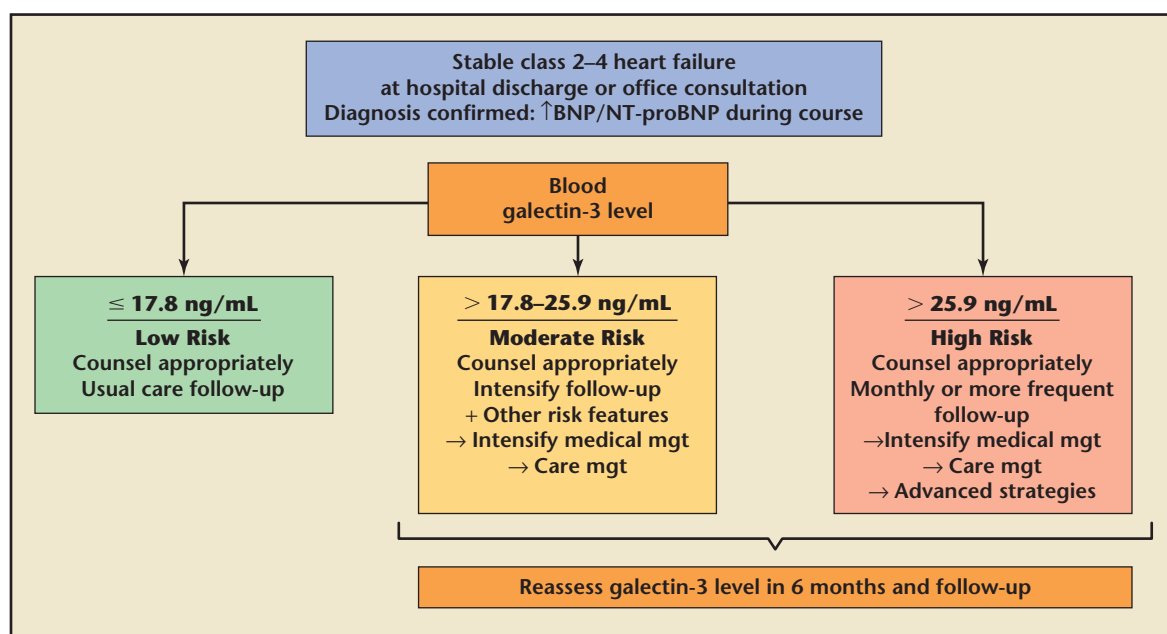 Stable class 2–4 heart failure
at hospital discharge or office consultation
Diagnosis confirmed: ↑BNP/NT-proBNP during course
Blood
galectin-3 level
≤ 17.8 ng/mL
Low Risk
Counsel appropriately
Usual care follow-up
> 17.8–25.9 ng/mL
Moderate Risk
Counsel appropriately
Intensify follow-up
+ Other risk features
→ Intensify medical mgt
→ Care mgt
> 25.9 ng/mL
High Risk
Counsel appropriately
Monthly or more frequent
follow-up
→Intensify medical mgt
→ Care mgt
→ Advanced strategies
Reassess galectin-3 level in 6 months and follow-up